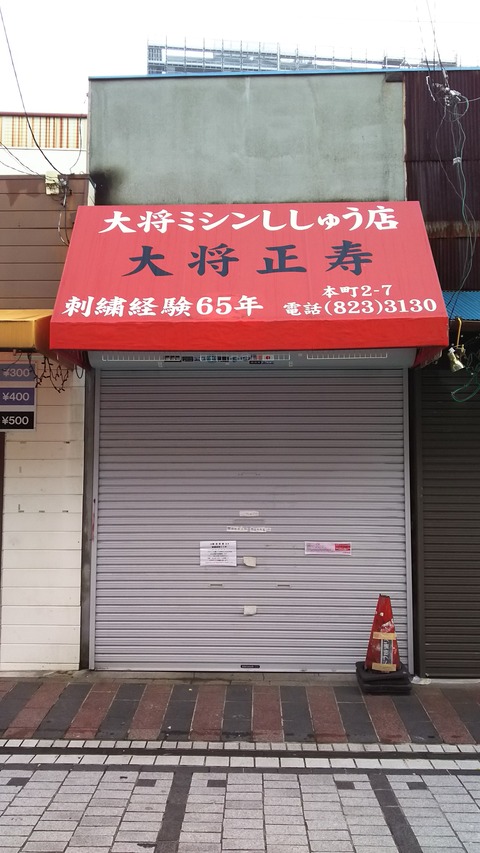 大将ミシンししゅう店
大将正寿
刺繍経験65年
本町2-7
電話(823)3130
¥300
¥400
¥500